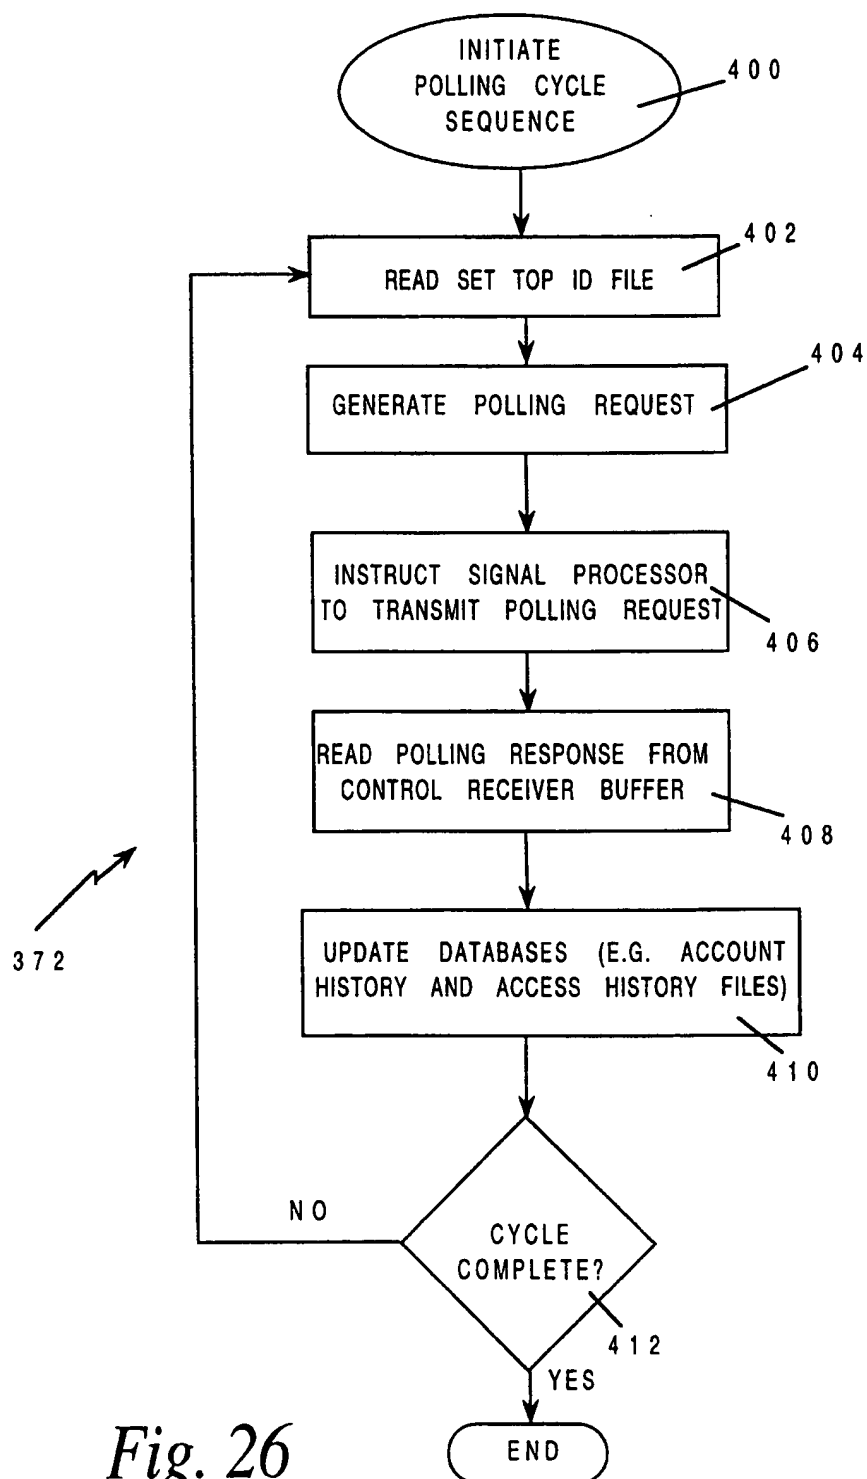 INITIATE
POLLING CYCLE
SEQUENCE
400
402
READ SET TOP ID FILE
404
GENERATE POLLING REQUEST
INSTRUCT SIGNAL PROCESSOR
TO TRANSMIT POLLING REQUEST
406
READ POLLING RESPONSE FROM
CONTROL RECEIVER BUFFER
408
372
UPDATE DATABASES (E.G. ACCOUNT
HISTORY AND ACCESS HISTORY FILES)
410
NO
CYCLE
COMPLETE?
412
YES
END
Fig. 26